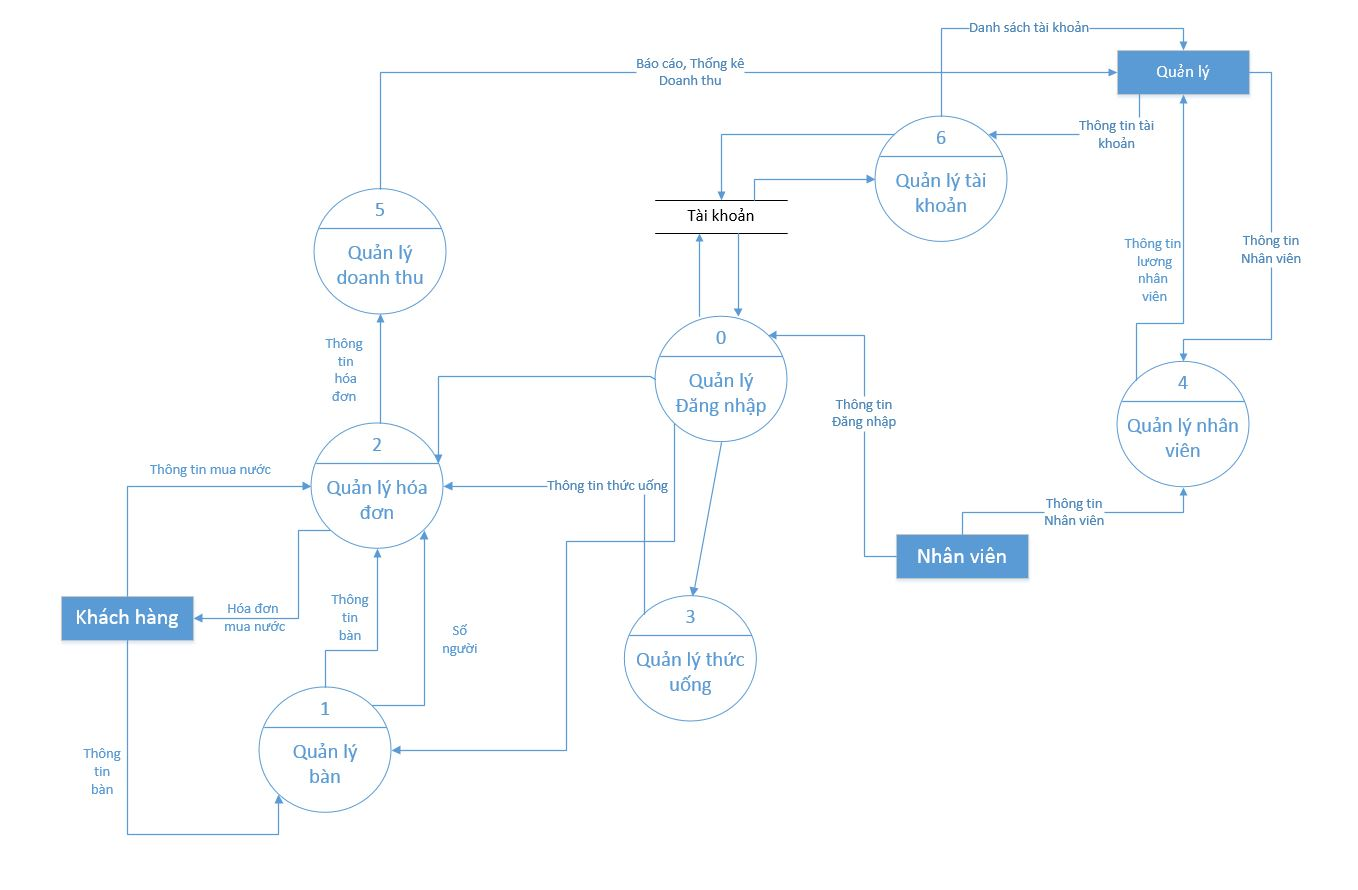 Danh sách tài khoản
Báo cáo, Thống kê
Doanh thu
Quản lý
Thông tin tài
khoản
6
Quản lý tài
khoản
5
Quản lý
doanh thu
Tài khoản
Thông tin
lương
nhân
viên
Thông tin
Nhân viên
Thông
tin
hóa
đơn
0
Quản lý
Đăng nhập
Thông tin
Đăng nhập
4
Quản lý nhân
viên
2
Quản lý hóa
đơn
Thông tin mua nước
Thông tin thức uống
Thông tin
Nhân viên
Nhân viên
Khách hàng
Hóa đơn
mua nước
Thông
tin
bàn
Số
người
3
Quản lý thức
uống
1
Quản lý
bàn
Thông
tin
bàn